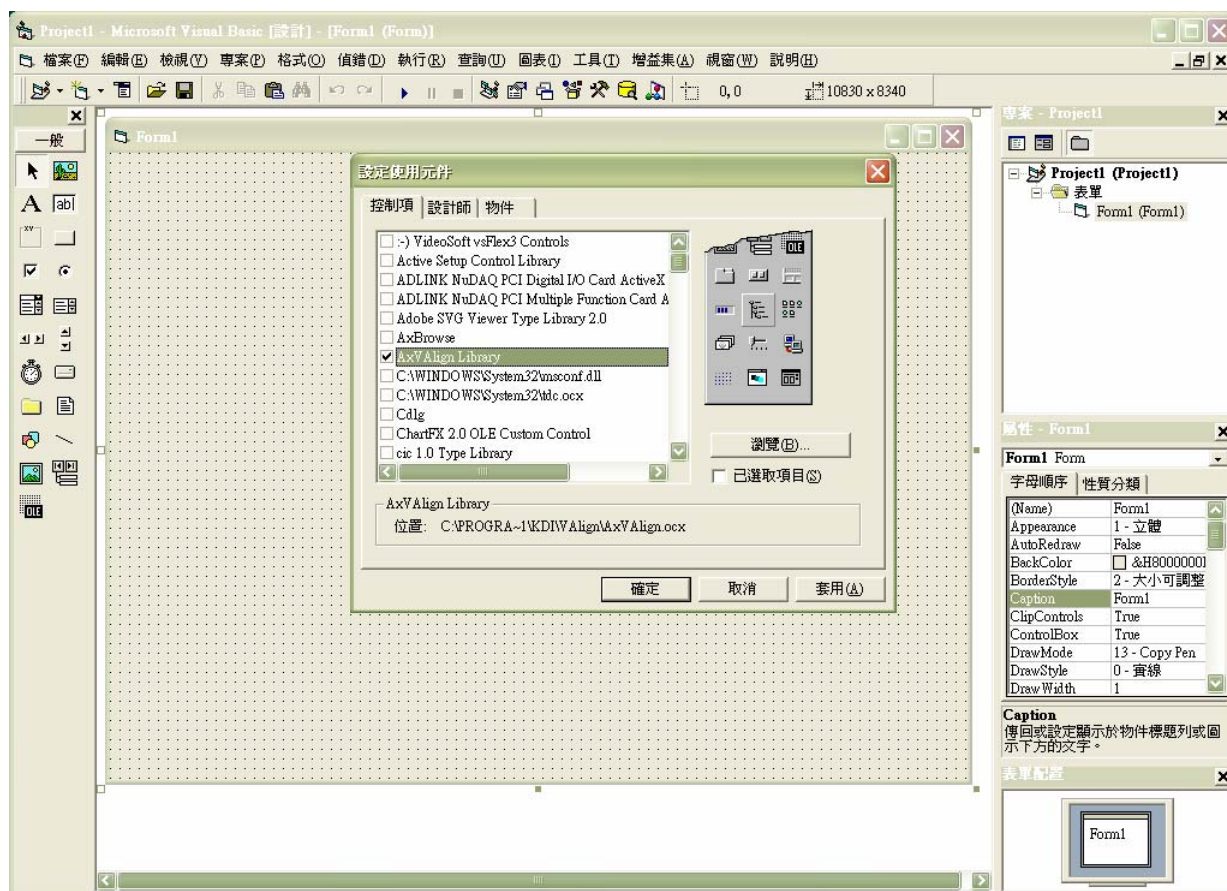 Project1 - Microsoft Visual Basic [設計] - [Form1 (Form)]
檔案(F) 編輯(E) 檢視(V) 專案(P) 格式(O) 偵錯(D) 執行(R) 查詢(U) 圖表(I) 工具(T) 增益集(A) 視窗(W) 說明(H)
0, 0 10830 x 8340
一般
A ab|
XY
OLE
Form1
設定使用元件
控制項 設計師 物件
:-) VideoSoft vsFlex3 Controls
Active Setup Control Library
ADLINK NuDAQ PCI Digital I/O Card ActiveX
ADLINK NuDAQ PCI Multiple Function Card A
Adobe SVG Viewer Type Library 2.0
AxBrowse
AxVAlign Library
C:\WINDOWS\System32\msconf.dll
C:\WINDOWS\System32\tdc.ocx
Cdlg
ChartFX 2.0 OLE Custom Control
cic 1.0 Type Library
OLE
瀏覽(B)...
已選取項目(S)
AxVAlign Library
位置: C:\PROGRA~1\KDI\VAlign\AxVAlign.ocx
確定 取消 套用(A)
專案 - Project1
Project1 (Project1)
表單
Form1 (Form1)
屬性 - Form1
Form1 Form
字母順序 性質分類
(Name) Form1
Appearance 1 - 立體
AutoRedraw False
BackColor &H8000000
BorderStyle 2 - 大小可調整
Caption Form1
ClipControls True
ControlBox True
DrawMode 13 - Copy Pen
DrawStyle 0 - 實線
DrawWidth 1
Caption
傳回或設定顯示於物件標題列或圖
示下方的文字。
表單配置
Form1